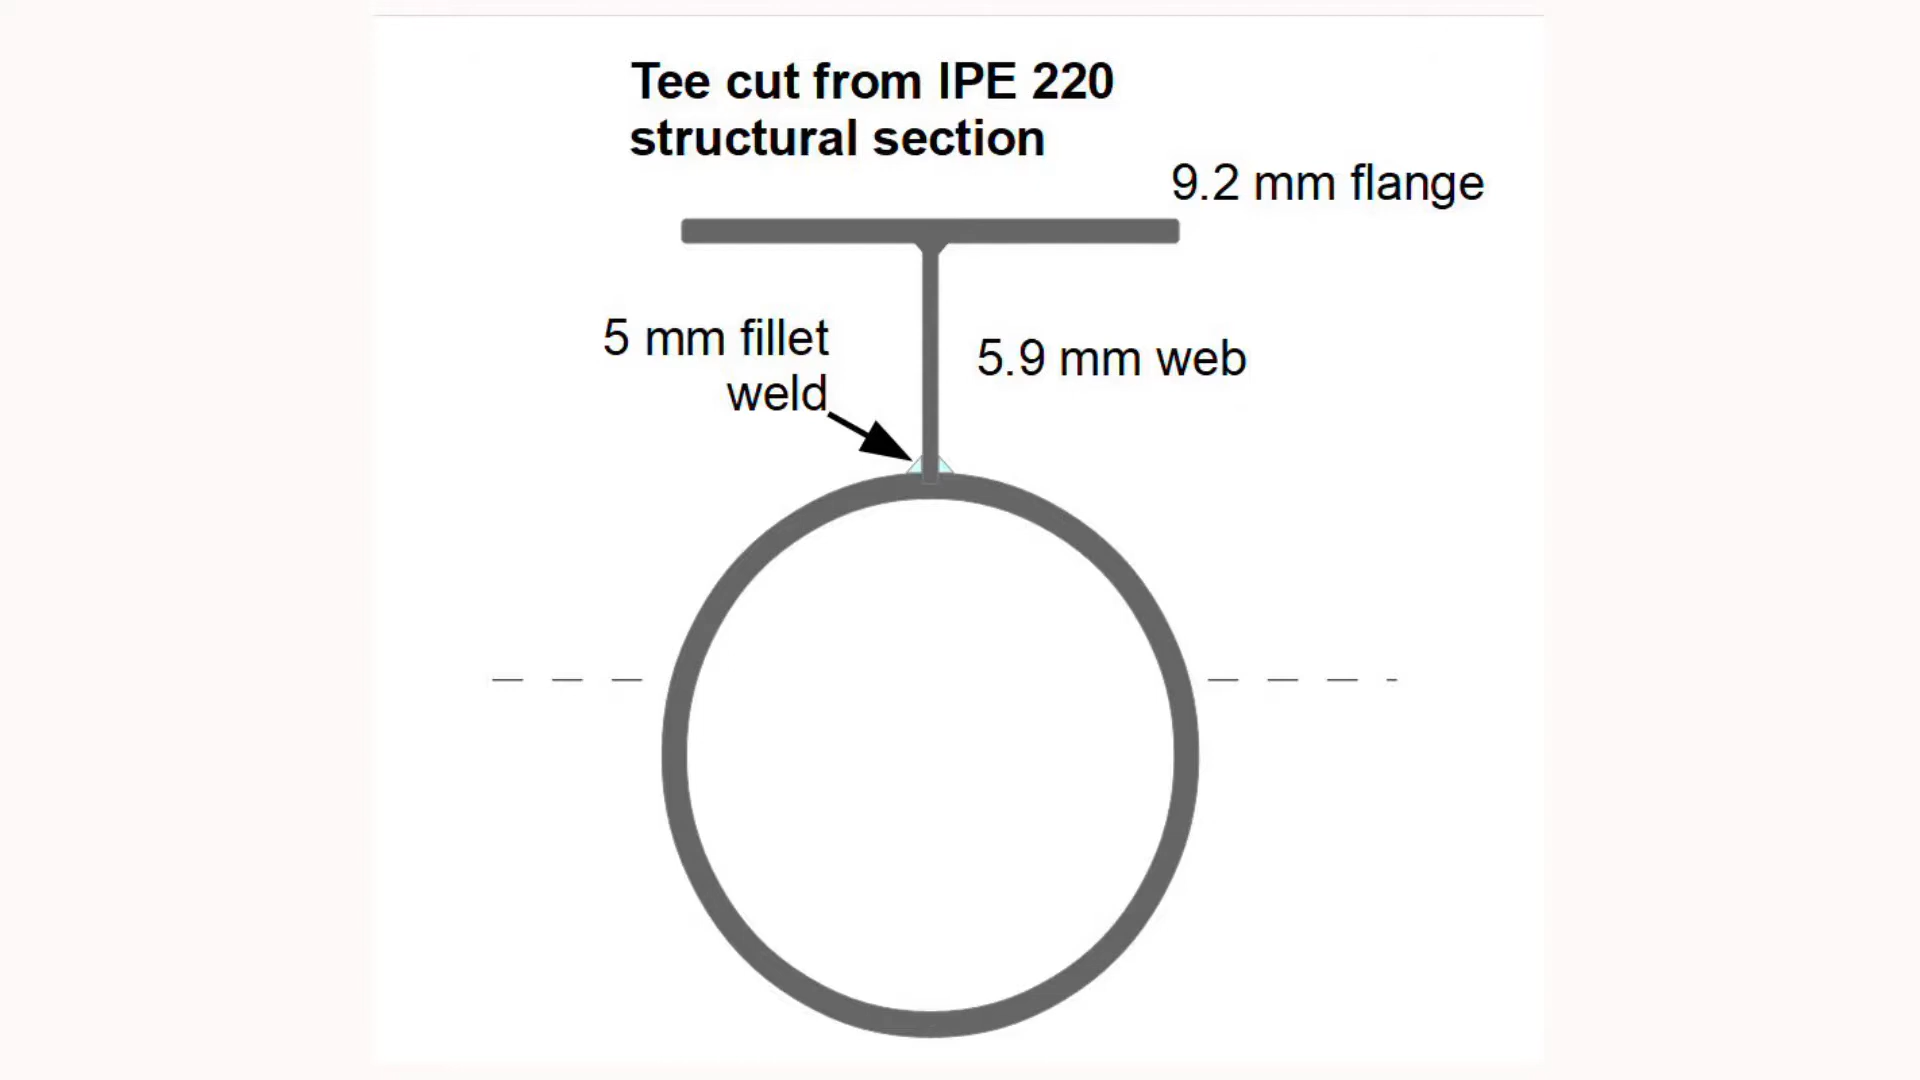 Tee cut from IPE 220
structural section
9.2 mm flange
5 mm fillet
weld
5.9 mm web